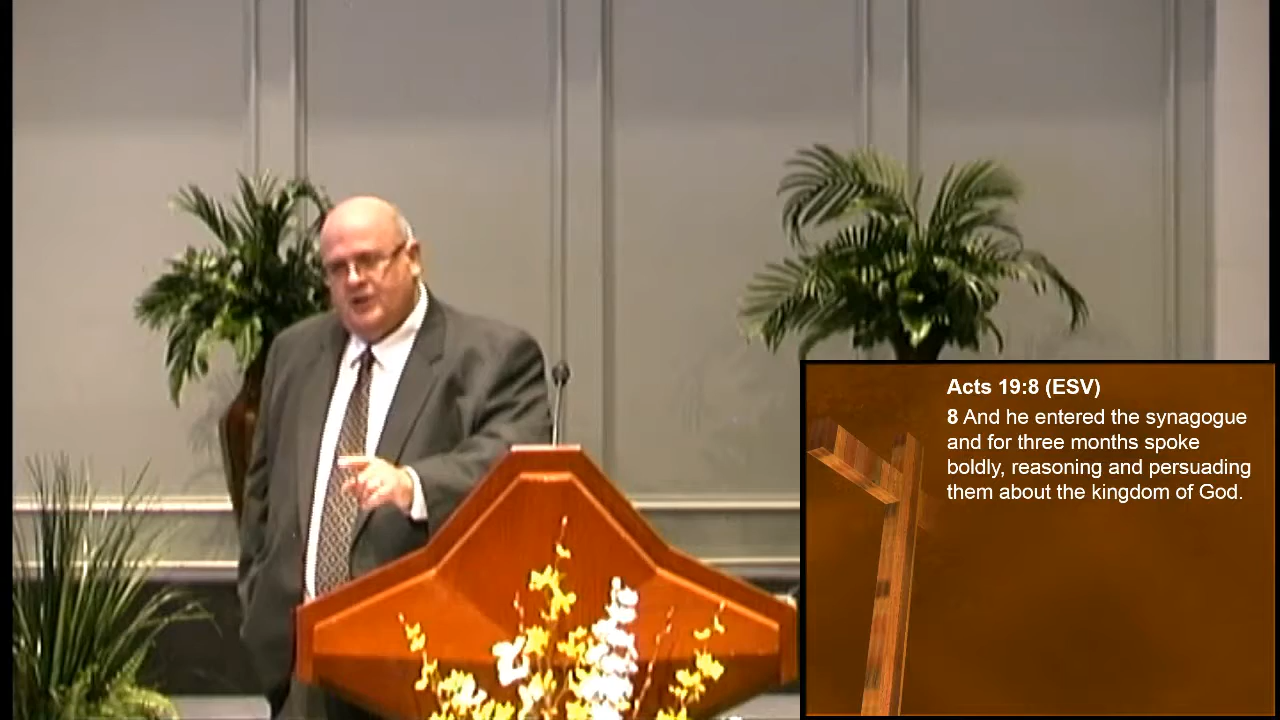 Acts 19:8 (ESV)
8 And he entered the synagogue
and for three months spoke
boldly, reasoning and persuading
them about the kingdom of God.